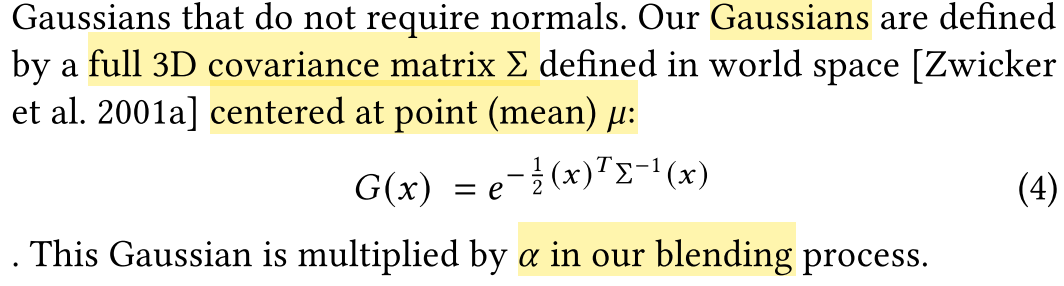 Gaussians that do not require normals. Our Gaussians are defined
by a full 3D covariance matrix Σ defined in world space [Zwicker
et al. 2001a] centered at point (mean) μ:
G(x) = e^{-\frac{1}{2}(x)^T Σ^{-1}(x)} (4)
. This Gaussian is multiplied by α in our blending process.